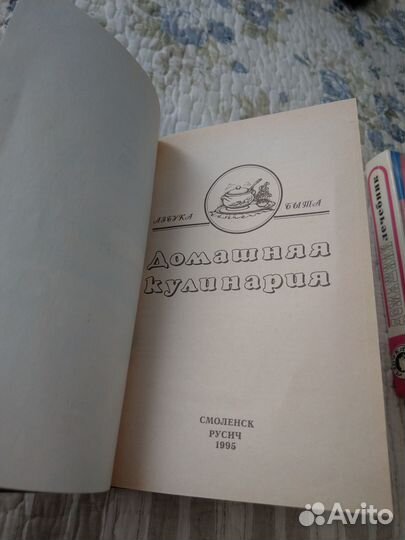 АЗБУКА БЫТА
Домашняя
кулинария
СМОЛЕНСК
РУСИЧ
1995
Avito